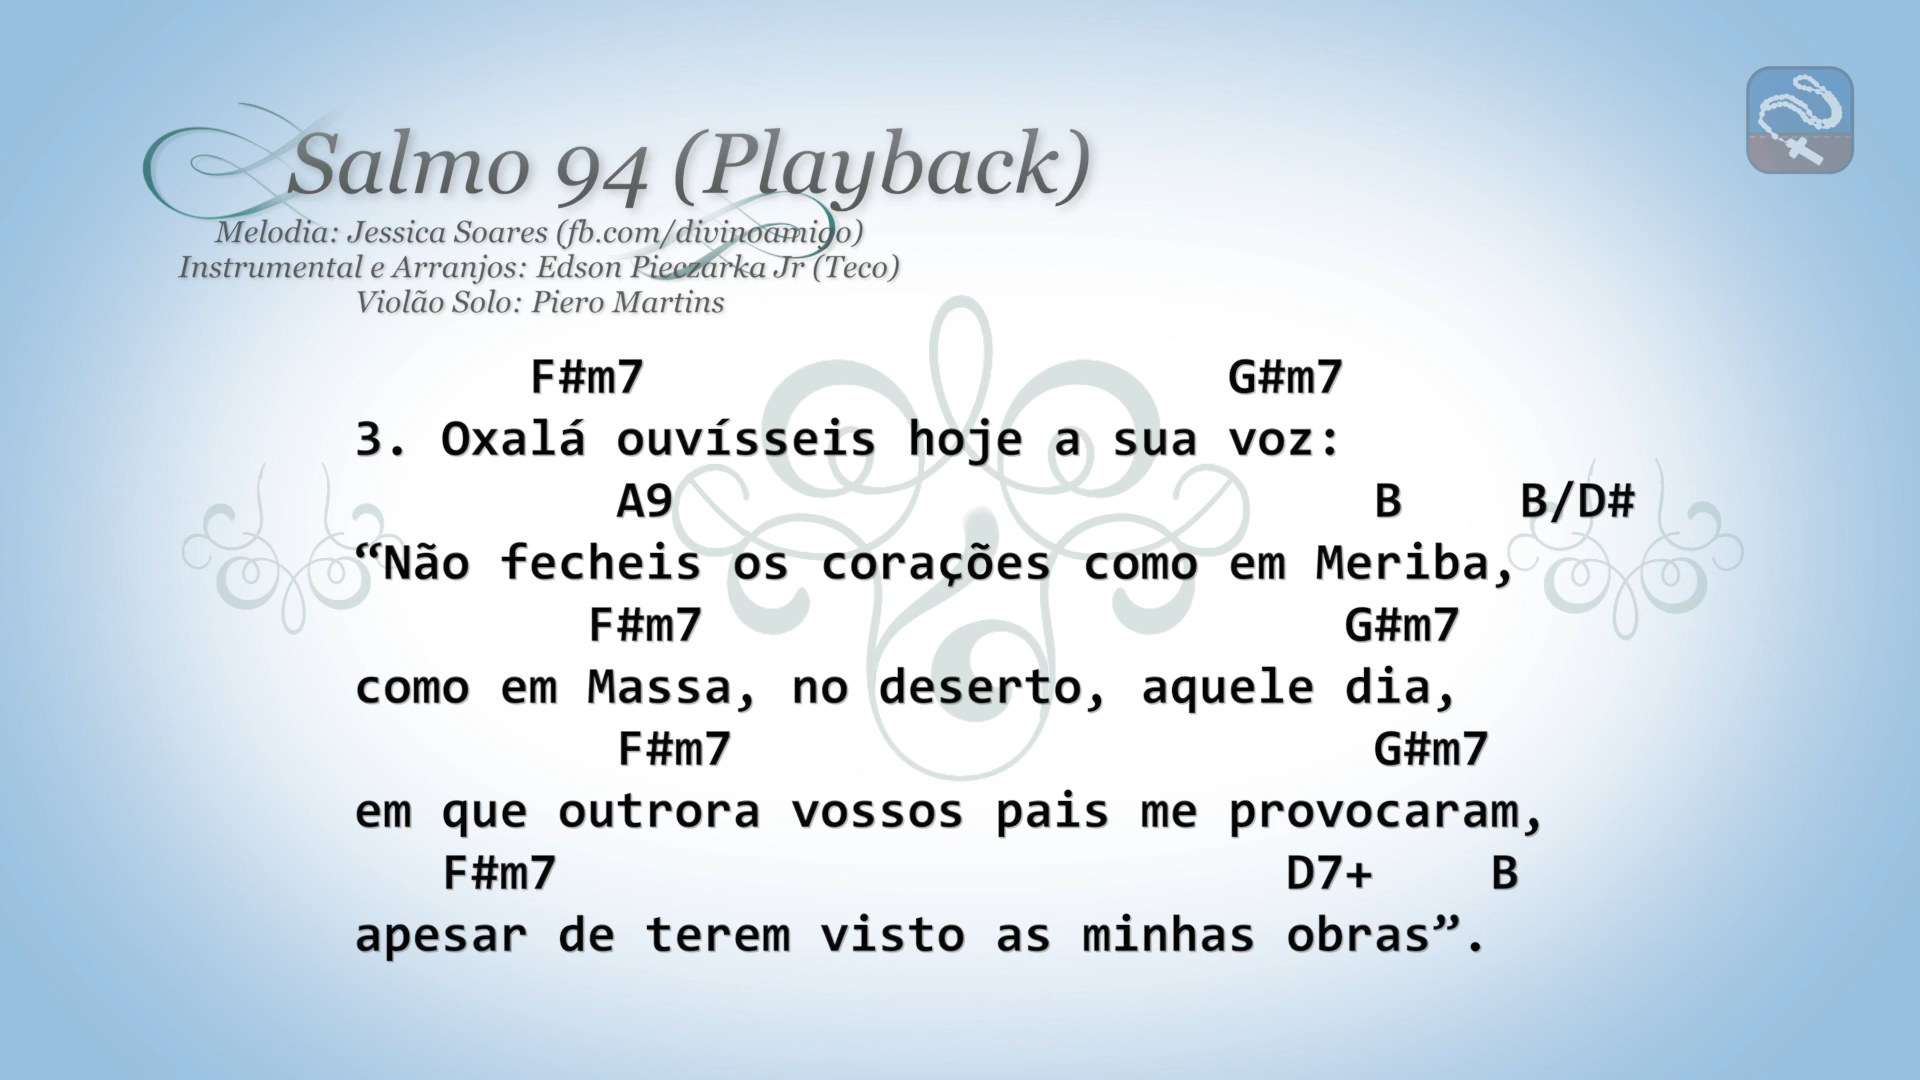 Salmo 94 (Playback)
Melodia: Jessica Soares (fb.com/divinoamigo)
Instrumental e Arranjos: Edson Pieczarka Jr (Teco)
Violão Solo: Piero Martins
F#m7 G#m7
3. Oxalá ouvísseis hoje a sua voz:
A9 B B/D#
“Não fecheis os corações como em Meriba,
F#m7 G#m7
como em Massa, no deserto, aquele dia,
F#m7 G#m7
em que outrora vossos pais me provocaram,
F#m7 D7+ B
apesar de terem visto as minhas obras”.